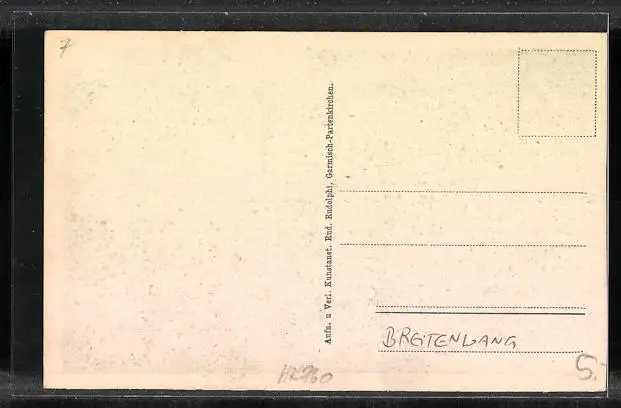 7
Aufn. u Verl. Kunstanst. Rud. Rudolphi, Garmisch-Partenkirchen.
BREITENWANG
5.